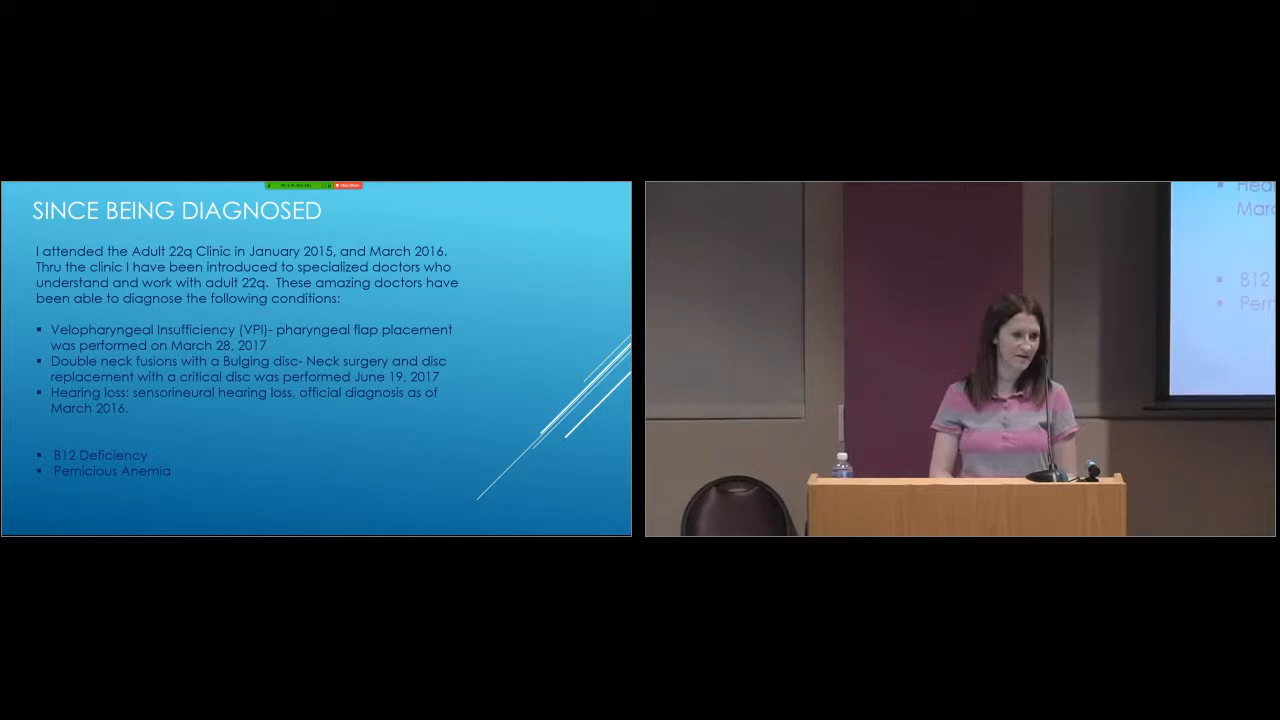 SINCE BEING DIAGNOSED
I attended the Adult 22q Clinic in January 2015, and March 2016.
Thru the clinic I have been introduced to specialized doctors who
understand and work with adult 22q.  These amazing doctors have
been able to diagnose the following conditions:
▪ Velopharyngeal Insufficiency (VPI)- pharyngeal flap placement
was performed on March 28, 2017
▪ Double neck fusions with a Bulging disc- Neck surgery and disc
replacement with a critical disc was performed June 19, 2017
▪ Hearing loss: sensorineural hearing loss, official diagnosis as of
March 2016.
▪ B12 Deficiency
▪ Pernicious Anemia
Hea
Marc
▪ B12
▪ Pern